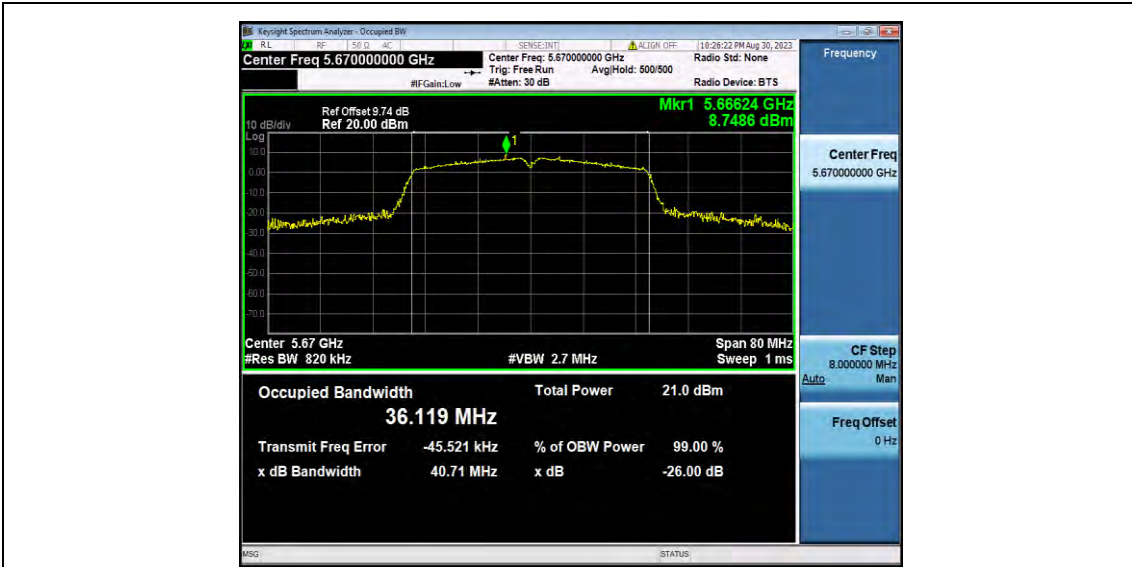 Keysight Spectrum Analyzer - Occupied BW
RL RF 50 Ω AC SENSE:INT ALIGN OFF 10:26:22 PM Aug 30, 2023
Center Freq 5.670000000 GHz
Center Freq: 5.670000000 GHz
Radio Std: None
Trig: Free Run Avg|Hold: 500/500
#IFGain:Low
#Atten: 30 dB
Radio Device: BTS
Frequency
Mkr1 5.66624 GHz
8.7486 dBm
Ref Offset 9.74 dB
10 dB/div Ref 20.00 dBm
Log
1
10.0
0.00
-10.0
-20.0
-30.0
-40.0
-50.0
-60.0
-70.0
Center 5.67 GHz
Span 80 MHz
#Res BW 820 kHz
#VBW 2.7 MHz
Sweep 1 ms
Occupied Bandwidth
36.119 MHz
Total Power 21.0 dBm
Transmit Freq Error -45.521 kHz
% of OBW Power 99.00 %
x dB Bandwidth 40.71 MHz
x dB -26.00 dB
Center Freq
5.670000000 GHz
CF Step
8.000000 MHz
Auto Man
Freq Offset
0 Hz
MSG
STATUS